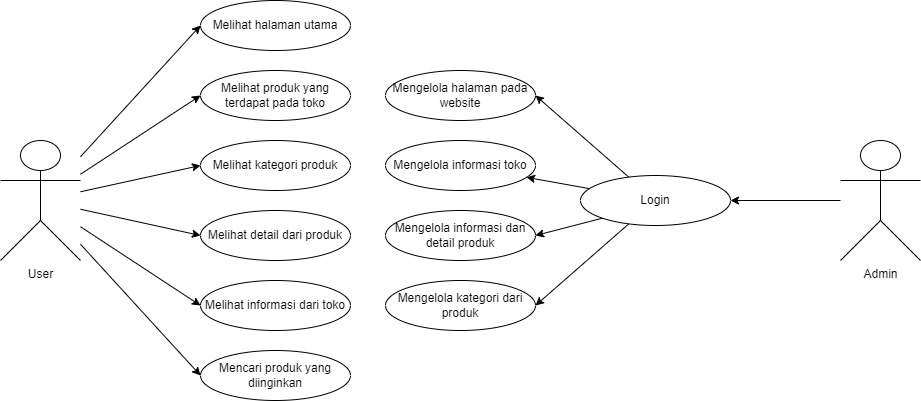 Melihat halaman utama
Melihat produk yang
terdapat pada toko
Melihat kategori produk
Melihat detail dari produk
Melihat informasi dari toko
Mencari produk yang
diinginkan
User
Mengelola halaman pada
website
Mengelola informasi toko
Mengelola informasi dan
detail produk
Mengelola kategori dari
produk
Login
Admin